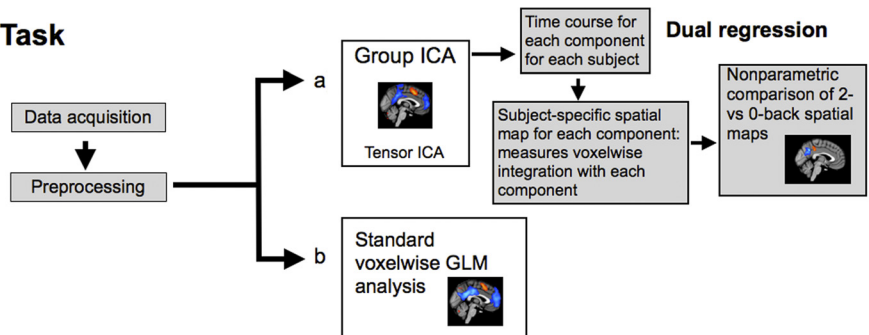 Task
Data acquisition
Preprocessing
a
Group ICA
Tensor ICA
Time course for
each component
for each subject
Dual regression
Subject-specific spatial
map for each component:
measures voxelwise
integration with each
component
Nonparametric
comparison of 2-
vs 0-back spatial
maps
b
Standard
voxelwise GLM
analysis